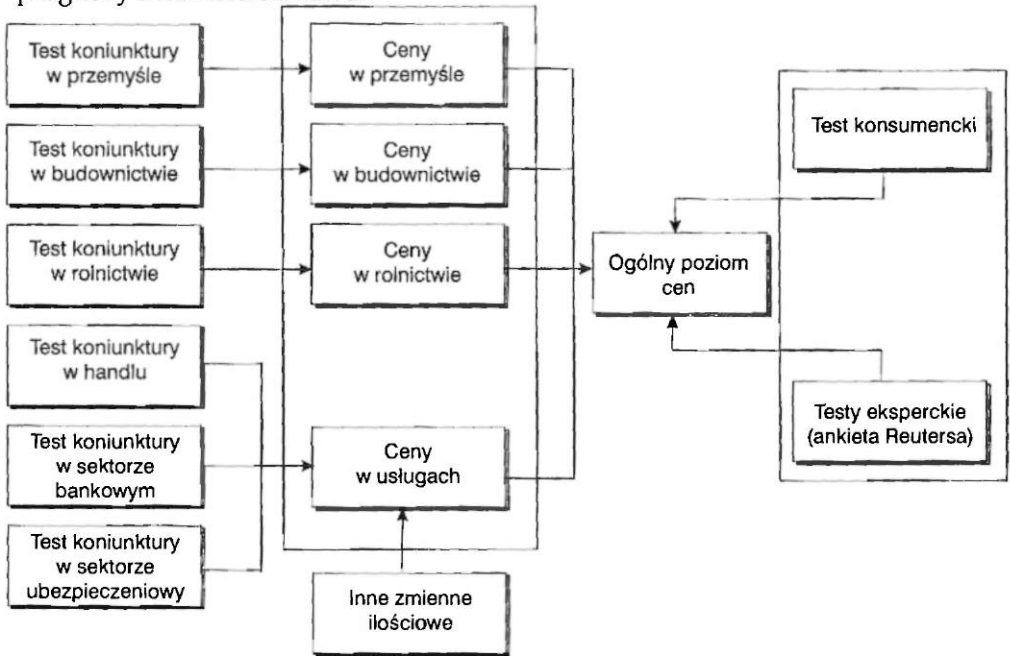 Test koniunktury
w przemyśle
Ceny
w przemyśle
Test koniunktury
w budownictwie
Ceny
w budownictwie
Test koniunktury
w rolnictwie
Ceny
w rolnictwie
Test koniunktury
w handlu
Test koniunktury
w sektorze
bankowym
Ceny
w usługach
Test koniunktury
w sektorze
ubezpieczeniowy
Inne zmienne
ilościowe
Ogólny poziom
cen
Test konsumencki
Testy eksperckie
(ankieta Reutersa)